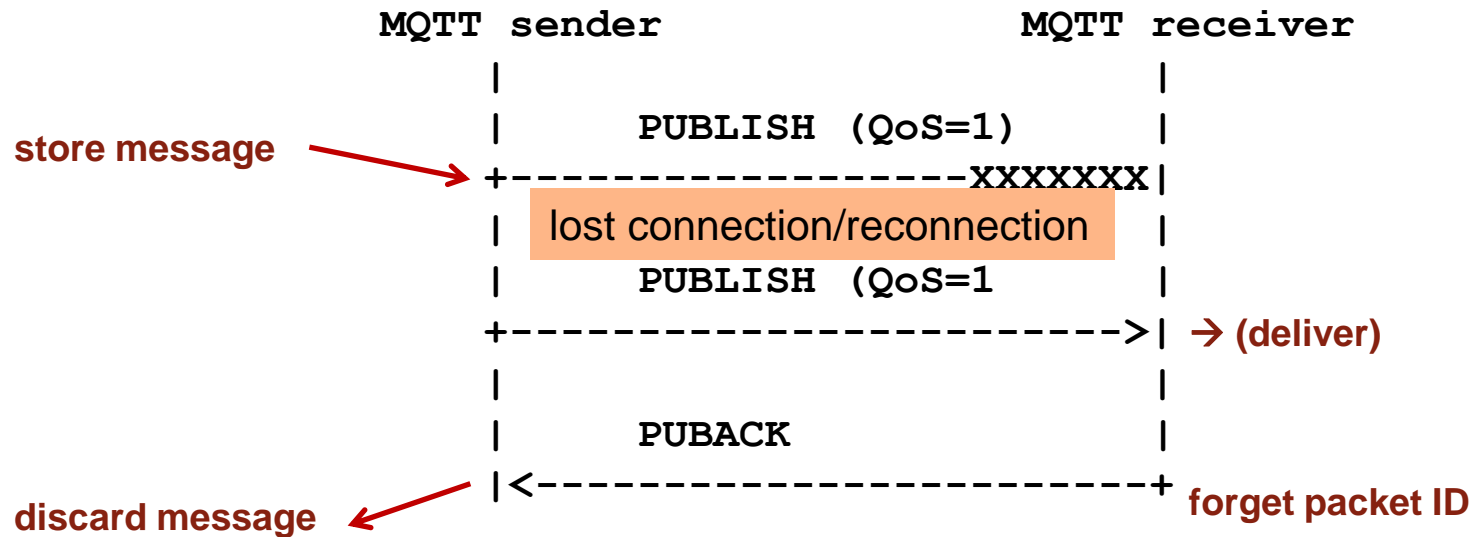 MQTT sender MQTT receiver
| |
| PUBLISH (QoS=1) |
store message
+------------------XXXXXXX|
| lost connection/reconnection |
| PUBLISH (QoS=1 |
+------------------------>| → (deliver)
| |
| PUBACK |
|<-------------------------+ forget packet ID
discard message